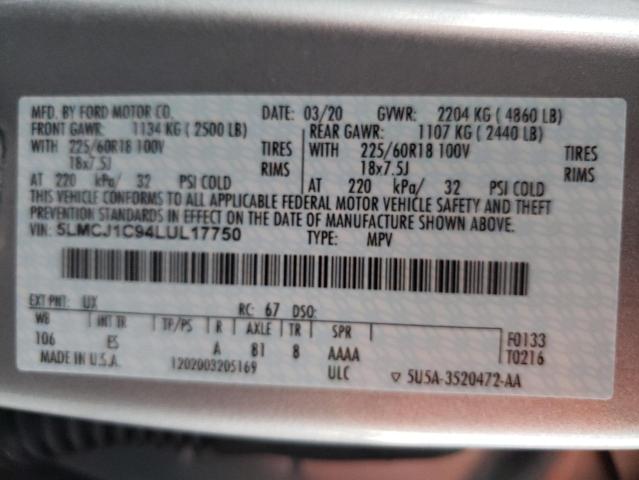 MFD. BY FORD MOTOR CO. DATE: 03/20 GVWR: 2204 KG (4860 LB)
FRONT GAWR: 1134 KG (2500 LB) REAR GAWR: 1107 KG (2440 LB)
WITH 225/60R18 100V TIRES WITH 225/60R18 100V TIRES
18x7.5J RIMS 18x7.5J RIMS
AT 220 kPa/ 32 PSI COLD AT 220 kPa/ 32 PSI COLD
THIS VEHICLE CONFORMS TO ALL APPLICABLE FEDERAL MOTOR VEHICLE SAFETY AND THEFT
PREVENTION STANDARDS IN EFFECT ON THE DATE OF MANUFACTURE SHOWN ABOVE.
VIN: 5LMCJ1C94LUL17750 TYPE: MPV
EXT PNT: UX RC: 67 DSO:
WB INT TR TP/PS R AXLE TR SPR
106 ES A 81 8 AAAA F0133
MADE IN U.S.A. 1202003205169 ULC T0216
▽ 5U5A-3520472-AA